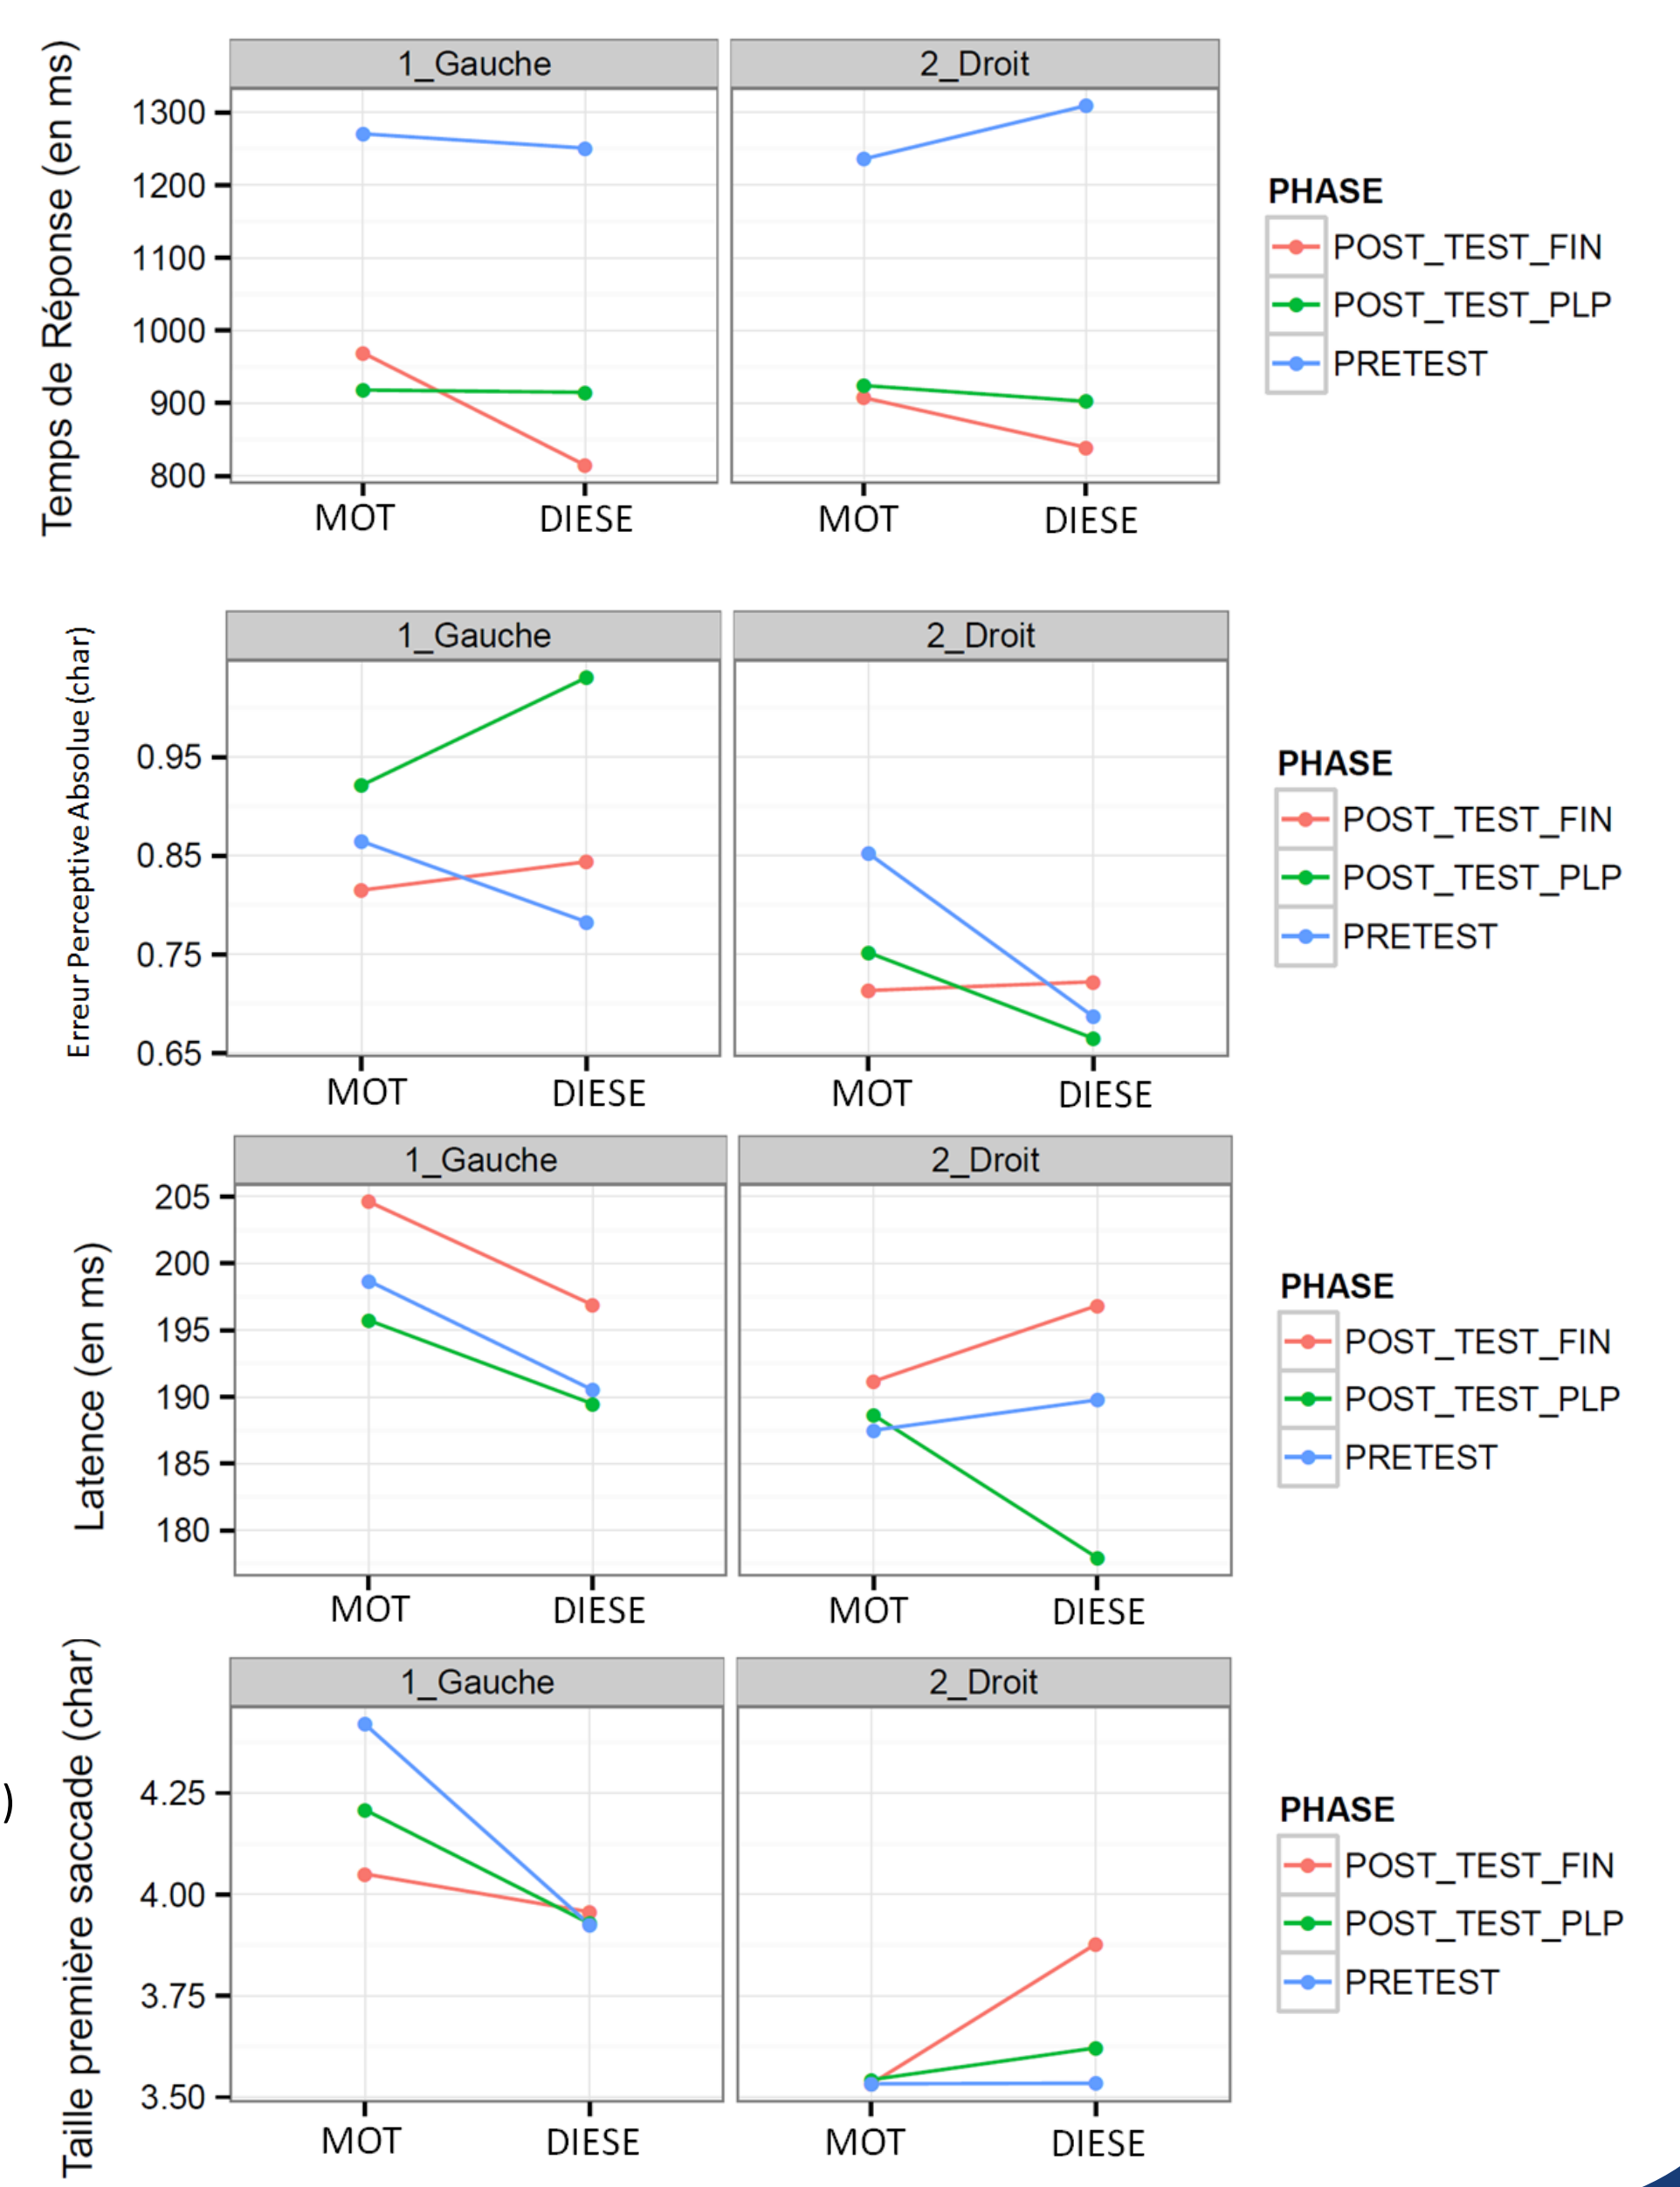 Temps de Réponse (en ms)
1_Gauche 2_Droit
1300
1200
1100
1000
900
800
MOT DIESE MOT DIESE
PHASE
POST_TEST_FIN
POST_TEST_PLP
PRETEST
Erreur Perceptive Absolue (char)
1_Gauche 2_Droit
0.95
0.85
0.75
0.65
MOT DIESE MOT DIESE
PHASE
POST_TEST_FIN
POST_TEST_PLP
PRETEST
Latence (en ms)
1_Gauche 2_Droit
205
200
195
190
185
180
MOT DIESE MOT DIESE
PHASE
POST_TEST_FIN
POST_TEST_PLP
PRETEST
)
Taille première saccade (char)
1_Gauche 2_Droit
4.25
4.00
3.75
3.50
MOT DIESE MOT DIESE
PHASE
POST_TEST_FIN
POST_TEST_PLP
PRETEST